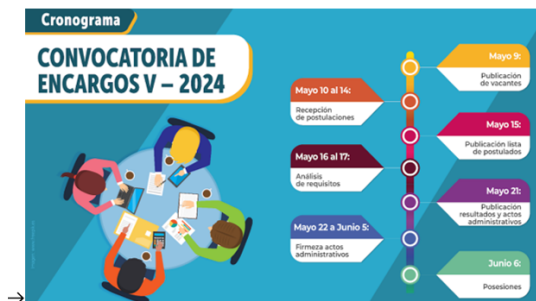 Cronograma
CONVOCATORIA DE
ENCARGOS V – 2024
Mayo 9:
Publicación
de vacantes
Mayo 10 al 14:
Recepción
de postulaciones
Mayo 15:
Publicación lista
de postulados
Mayo 16 al 17:
Análisis
de requisitos
Mayo 21:
Publicación
resultados y actos
administrativos
Mayo 22 a Junio 5:
Firmeza actos
administrativos
Junio 6:
Posesiones